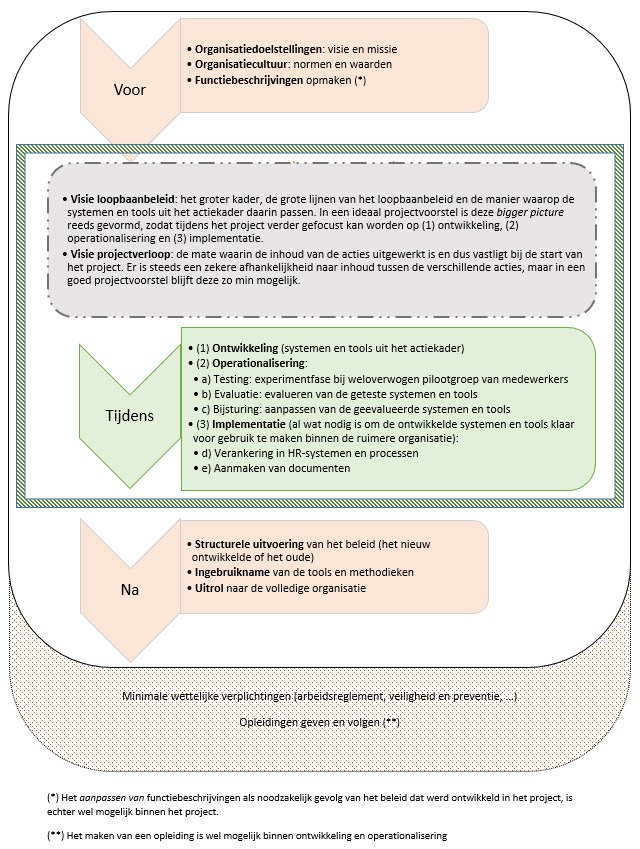 Voor
• Organisatiedoelstellingen: visie en missie
• Organisatiecultuur: normen en waarden
• Functiebeschrijvingen opmaken (*)
• Visie loopbaanbeleid: het groter kader, de grote lijnen van het loopbaanbeleid en de manier waarop de
systemen en tools uit het actiekader daarin passen. In een ideaal projectvoorstel is deze bigger picture
reeds gevormd, zodat tijdens het project verder gefocust kan worden op (1) ontwikkeling, (2)
operationalisering en (3) implementatie.
• Visie projectverloop: de mate waarin de inhoud van de acties uitgewerkt is en dus vastligt bij de start van
het project. Er is steeds een zekere afhankelijkheid naar inhoud tussen de verschillende acties, maar in een
goed projectvoorstel blijft deze zo min mogelijk.
Tijdens
• (1) Ontwikkeling (systemen en tools uit het actiekader)
• (2) Operationalisering:
• a) Testing: experimentfase bij weloverwogen pilootgroep van medewerkers
• b) Evaluatie: evalueren van de geteste systemen en tools
• c) Bijsturing: aanpassen van de geevalueerde systemen en tools
• (3) Implementatie (al wat nodig is om de ontwikkelde systemen en tools klaar
voor gebruik te maken binnen de ruimere organisatie):
• d) Verankering in HR-systemen en processen
• e) Aanmaken van documenten
Na
• Structurele uitvoering van het beleid (het nieuw
ontwikkelde of het oude)
• Ingebruikname van de tools en methodieken
• Uitrol naar de volledige organisatie
Minimale wettelijke verplichtingen (arbeidsreglement, veiligheid en preventie, ...)
Opleidingen geven en volgen (**)
(*) Het aanpassen van functiebeschrijvingen als noodzakelijk gevolg van het beleid dat werd ontwikkeld in het project, is
echter wel mogelijk binnen het project.
(**) Het maken van een opleiding is wel mogelijk binnen ontwikkeling en operationalisering